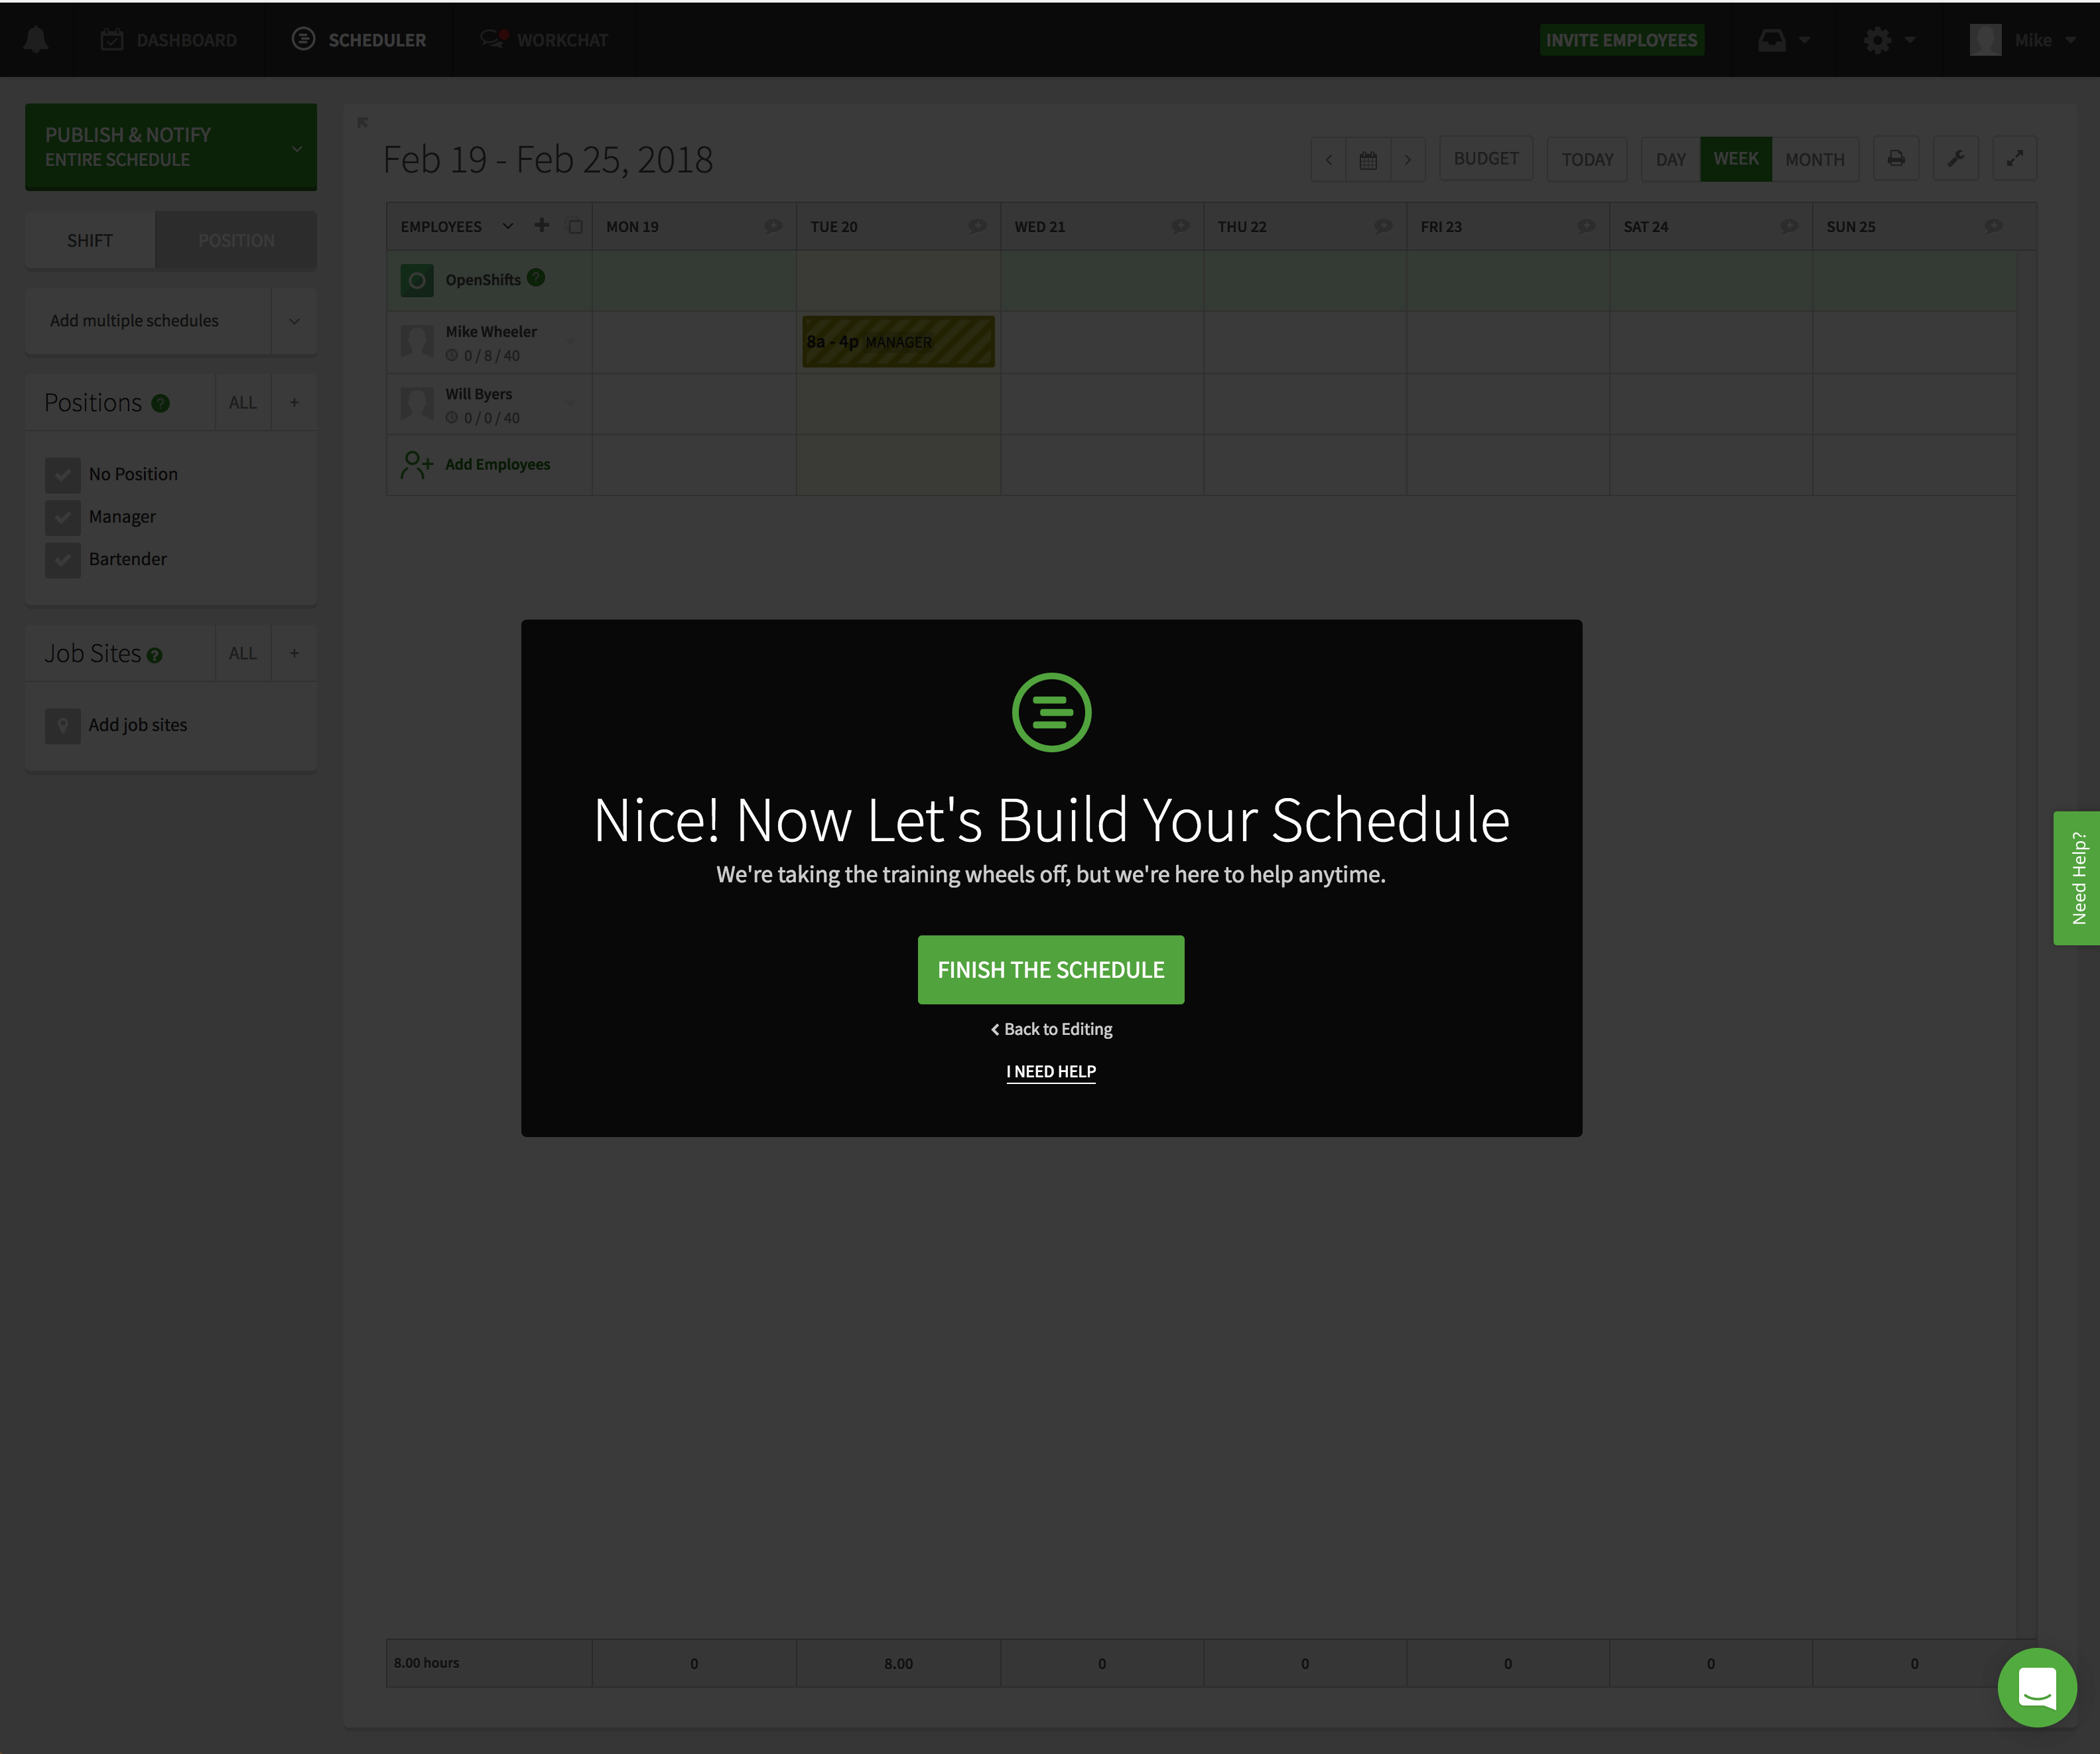 DASHBOARD
SCHEDULER
WORKCHAT
INVITE EMPLOYEES
Mike
PUBLISH & NOTIFY
ENTIRE SCHEDULE
SHIFT
POSITION
Add multiple schedules
Positions ?
ALL
+
No Position
Manager
Bartender
Job Sites ?
ALL
+
Add job sites
Feb 19 - Feb 25, 2018
BUDGET
TODAY
DAY
WEEK
MONTH
EMPLOYEES
MON 19
TUE 20
WED 21
THU 22
FRI 23
SAT 24
SUN 25
OpenShifts ?
Mike Wheeler
0 / 8 / 40
8a - 4p MANAGER
Will Byers
0 / 0 / 40
Add Employees
Nice! Now Let's Build Your Schedule
We're taking the training wheels off, but we're here to help anytime.
FINISH THE SCHEDULE
Back to Editing
I NEED HELP
Need Help?
8.00 hours
0
8.00
0
0
0
0
0